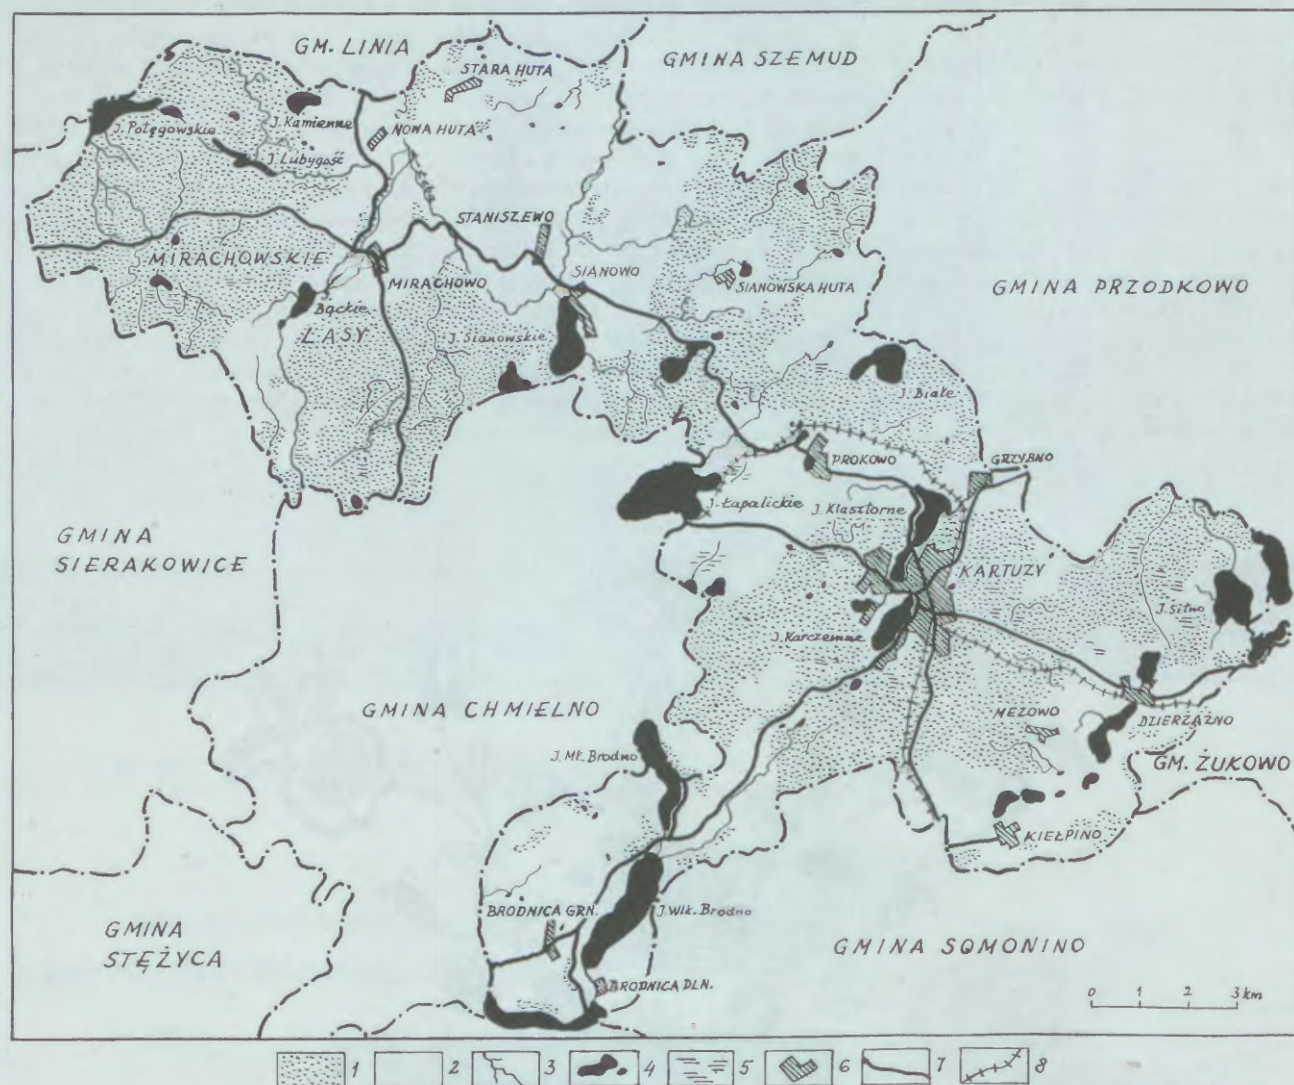 GM. LINIA
GMINA SZEMUD
STARA HUTA
J. Potęgowskie
J. Kamienne
NOWA HUTA
J. Lubygość
STANISZEWO
MIRACHOWSKIE
MIRACHOWO
SIANOWO
SIANOWSKA HUTA
GMINA PRZODKOWO
Bąckie
LASY
J. Sianowskie
J. Białe
PROKOWO
GRZYBNO
J. Łapalickie
J. Klasztorne
GMINA
SIERAKOWICE
KARTUZY
J. Sitno
J. Karczemne
GMINA CHMIELNO
MEZOWO
DZIERŻĄŻNO
J. Mł. Brodno
GM. ŻUKOWO
KIEŁPINO
BRODNICA GRN.
J. Wlk. Brodno
GMINA
STĘŻYCA
GMINA SOMONINO
BRODNICA DLN.
0 1 2 3 km
1 2 3 4 5 6 7 8